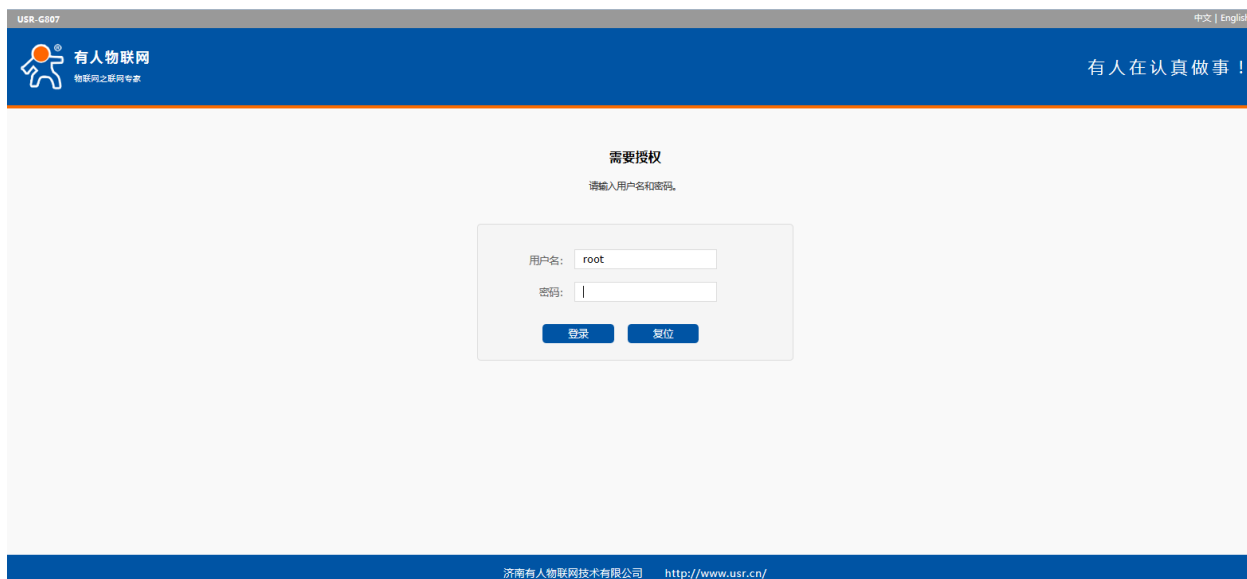 USR-G807
中文 | English
®
有人物联网
物联网之联网专家
有人在认真做事！
需要授权
请输入用户名和密码。
用户名: root
密码:
登录 复位
济南有人物联网技术有限公司 http://www.usr.cn/